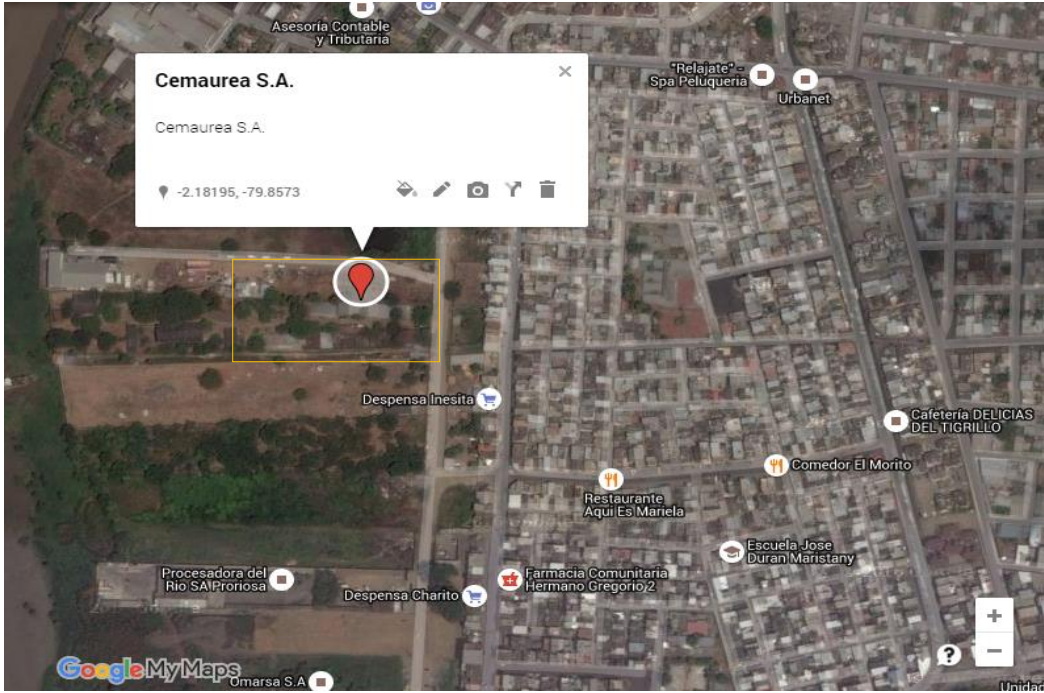 Asesoría Contable
y Tributaria
Cemaurea S.A.
Cemaurea S.A.
-2.18195, -79.8573
"Relajate" -
Spa Peluqueria
Urbanet
Despensa Inesita
Cafetería DELICIAS
DEL TIGRILLO
Comedor El Morito
Restaurante
Aqui Es Mariela
Escuela Jose
Duran Maristany
Procesadora del
Rio SA Proriosa
Farmacia Comunitaria
Hermano Gregorio 2
Despensa Charito
Google My Maps
Omarsa S.A
Unidad